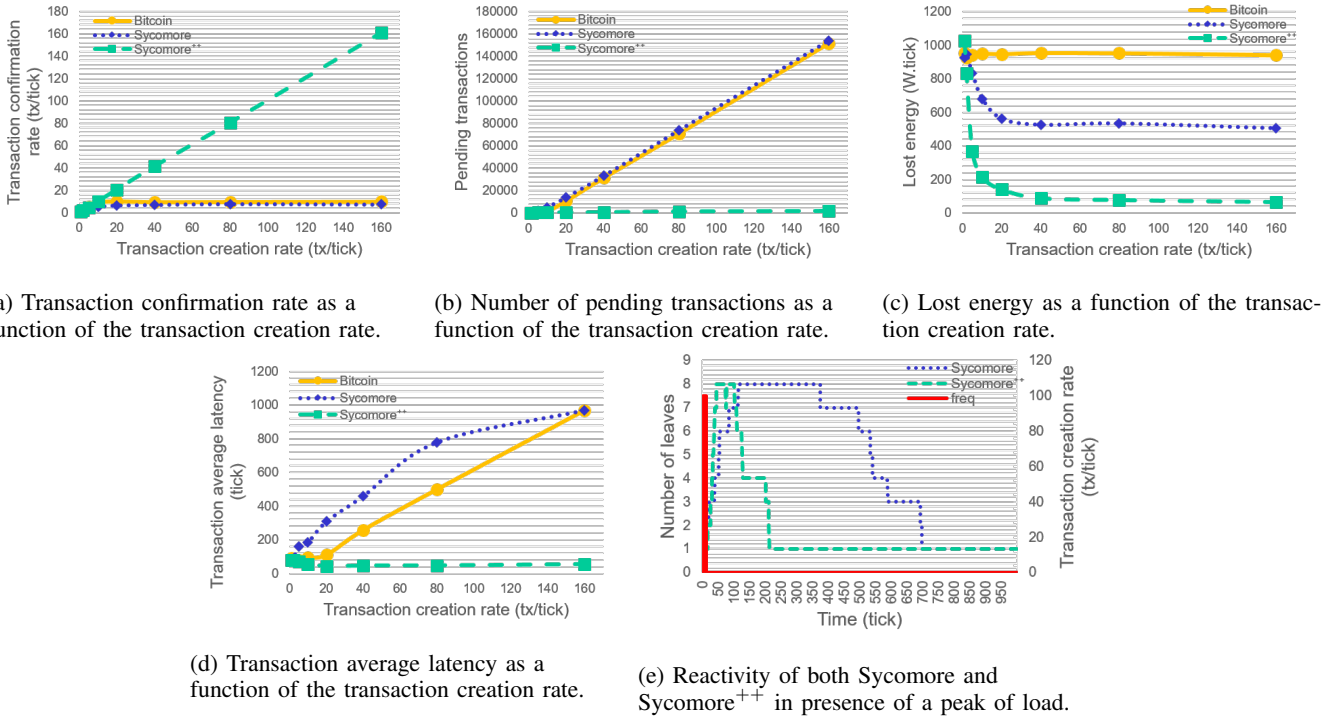 180
160
140
120
100
80
60
40
20
0
Transaction confirmation
rate (tx/tick)
Bitcoin
Sycomore
Sycomore++
0 20 40 60 80 100 120 140 160
Transaction creation rate (tx/tick)
180000
160000
140000
120000
100000
80000
60000
40000
20000
0
Pending transactions
Bitcoin
Sycomore
Sycomore++
0 20 40 60 80 100 120 140 160
Transaction creation rate (tx/tick)
1200
1000
800
600
400
200
0
Lost energy (W.tick)
Bitcoin
Sycomore
Sycomore++
0 20 40 60 80 100 120 140 160
Transaction creation rate (tx/tick)
a) Transaction confirmation rate as a
unction of the transaction creation rate.
(b) Number of pending transactions as a
function of the transaction creation rate.
(c) Lost energy as a function of the transac-
tion creation rate.
1200
1000
800
600
400
200
0
Transaction average latency
(tick)
Bitcoin
Sycomore
Sycomore++
0 20 40 60 80 100 120 140 160
Transaction creation rate (tx/tick)
9
8
7
6
5
4
3
2
1
0
Number of leaves
Sycomore
Sycomore++
freq
120
100
80
60
40
20
0
Transaction creation rate
(tx/tick)
0 50 100 150 200 250 300 350 400 450 500 550 600 650 700 750 800 850 900 950
Time (tick)
(d) Transaction average latency as a
function of the transaction creation rate.
(e) Reactivity of both Sycomore and
Sycomore++ in presence of a peak of load.